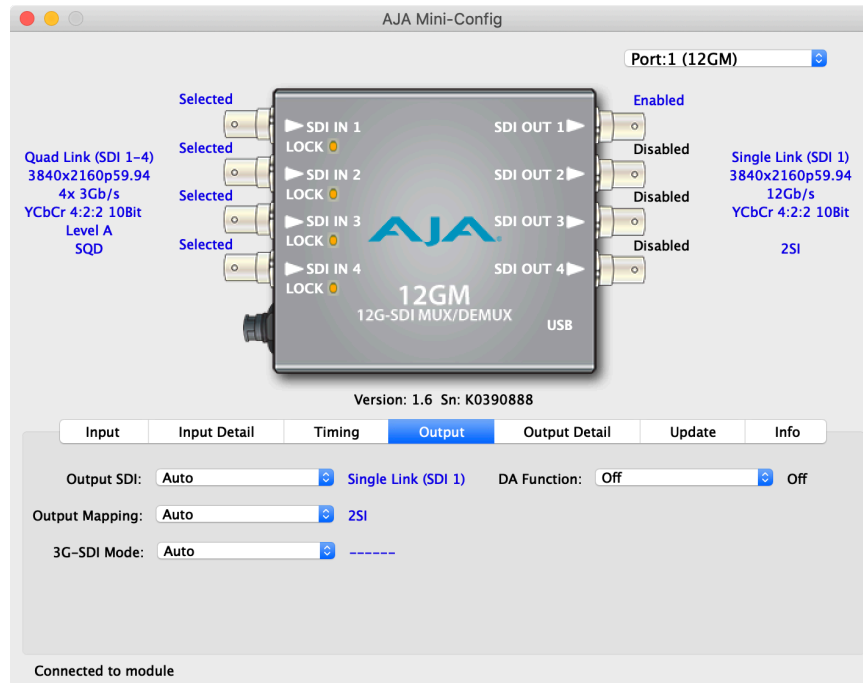 AJA Mini-Config
Port:1 (12GM)
Selected
Selected
Selected
Selected
Quad Link (SDI 1-4)
3840x2160p59.94
4x 3Gb/s
YCbCr 4:2:2 10Bit
Level A
SQD
SDI IN 1
LOCK
SDI IN 2
LOCK
SDI IN 3
LOCK
SDI IN 4
LOCK
SDI OUT 1
SDI OUT 2
SDI OUT 3
SDI OUT 4
AJA
12GM
12G-SDI MUX/DEMUX
USB
Enabled
Disabled
Disabled
Disabled
Single Link (SDI 1)
3840x2160p59.94
12Gb/s
YCbCr 4:2:2 10Bit
2SI
Version: 1.6 Sn: K0390888
Input Input Detail Timing Output Output Detail Update Info
Output SDI: Auto Single Link (SDI 1) DA Function: Off Off
Output Mapping: Auto 2SI
3G-SDI Mode: Auto ------
Connected to module